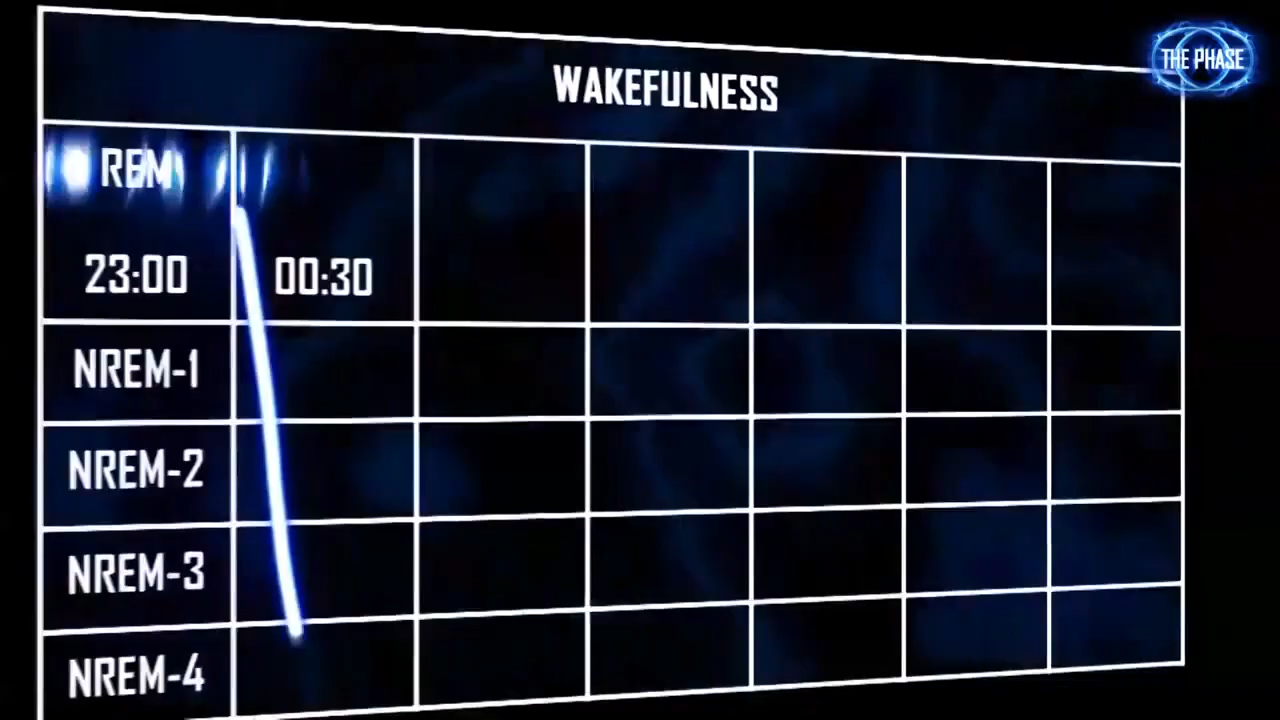 THE PHASE
WAKEFULNESS
REM
23:00 00:30
NREM-1
NREM-2
NREM-3
NREM-4